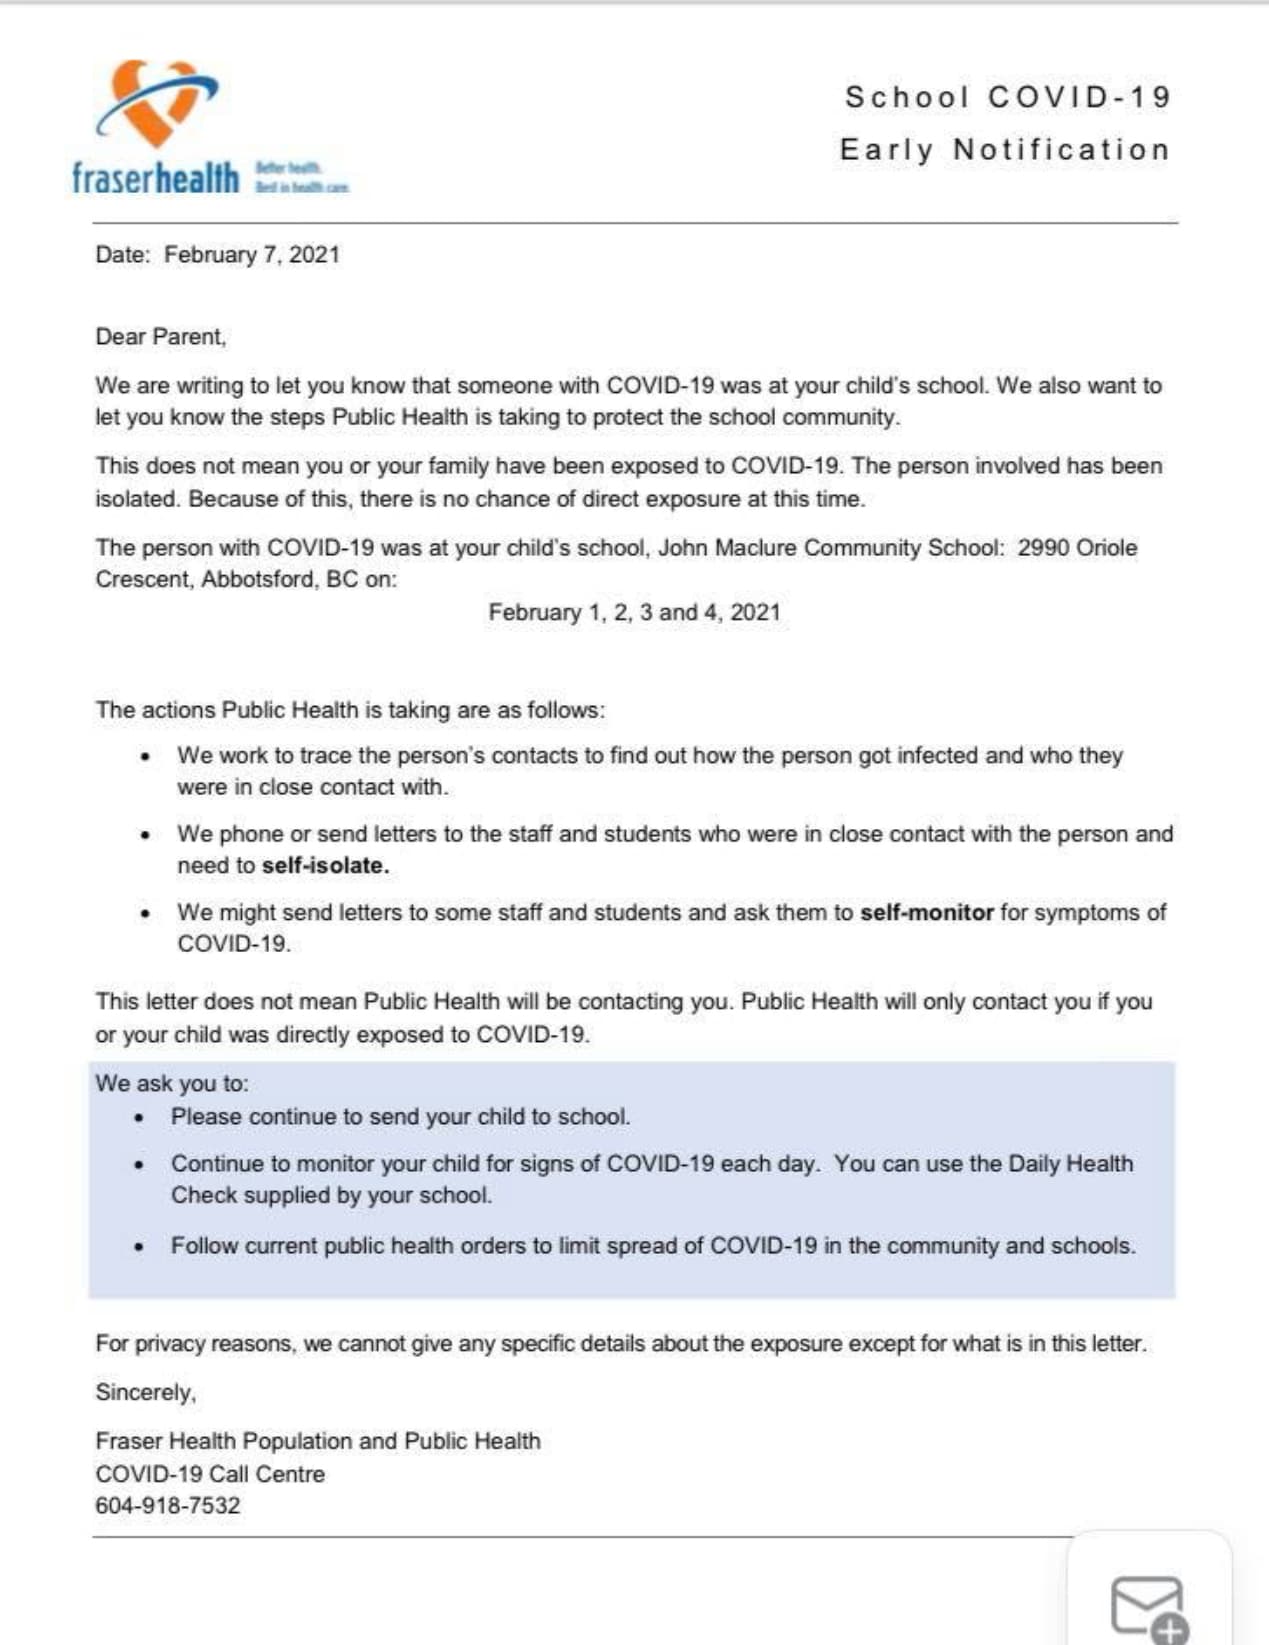 School COVID-19
Early Notification
fraserhealth
Better health.
Best in health care.
Date: February 7, 2021
Dear Parent,
We are writing to let you know that someone with COVID-19 was at your child's school. We also want to
let you know the steps Public Health is taking to protect the school community.
This does not mean you or your family have been exposed to COVID-19. The person involved has been
isolated. Because of this, there is no chance of direct exposure at this time.
The person with COVID-19 was at your child's school, John Maclure Community School: 2990 Oriole
Crescent, Abbotsford, BC on:
February 1, 2, 3 and 4, 2021
The actions Public Health is taking are as follows:
• We work to trace the person's contacts to find out how the person got infected and who they
were in close contact with.
• We phone or send letters to the staff and students who were in close contact with the person and
need to self-isolate.
• We might send letters to some staff and students and ask them to self-monitor for symptoms of
COVID-19.
This letter does not mean Public Health will be contacting you. Public Health will only contact you if you
or your child was directly exposed to COVID-19.
We ask you to:
• Please continue to send your child to school.
• Continue to monitor your child for signs of COVID-19 each day. You can use the Daily Health
Check supplied by your school.
• Follow current public health orders to limit spread of COVID-19 in the community and schools.
For privacy reasons, we cannot give any specific details about the exposure except for what is in this letter.
Sincerely,
Fraser Health Population and Public Health
COVID-19 Call Centre
604-918-7532